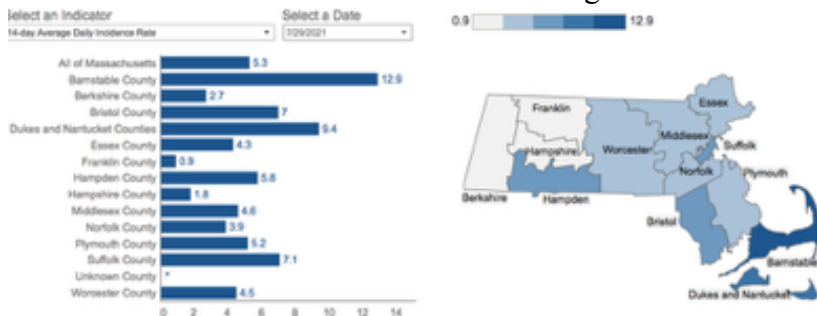 Select an Indicator
Select a Date
14-day Average Daily Incidence Rate
7/29/2021
All of Massachusetts 5.3
Barnstable County 12.9
Berkshire County 2.7
Bristol County 7
Dukes and Nantucket Counties 9.4
Essex County 4.3
Franklin County 0.9
Hampden County 5.8
Hampshire County 1.8
Middlesex County 4.6
Norfolk County 3.9
Plymouth County 5.2
Suffolk County 7.1
Unknown County *
Worcester County 4.5
0 2 4 6 8 10 12 14
0.9 12.9
Essex
Franklin
Middlesex
Suffolk
Hampshire
Worcester
Norfolk
Plymouth
Berkshire
Hampden
Bristol
Barnstable
Dukes and Nantucket